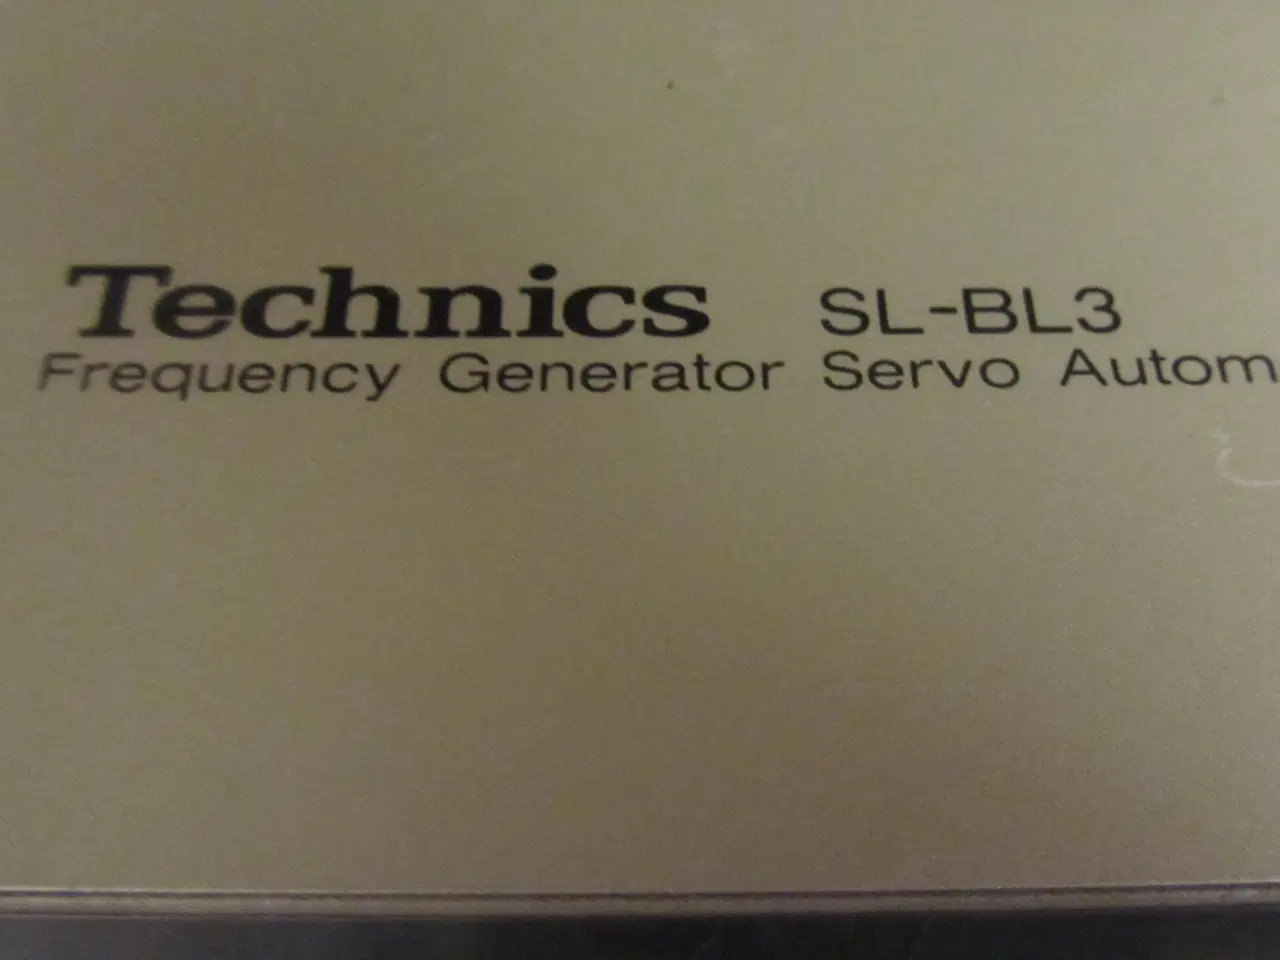 Technics SL-BL3
Frequency Generator Servo Autom